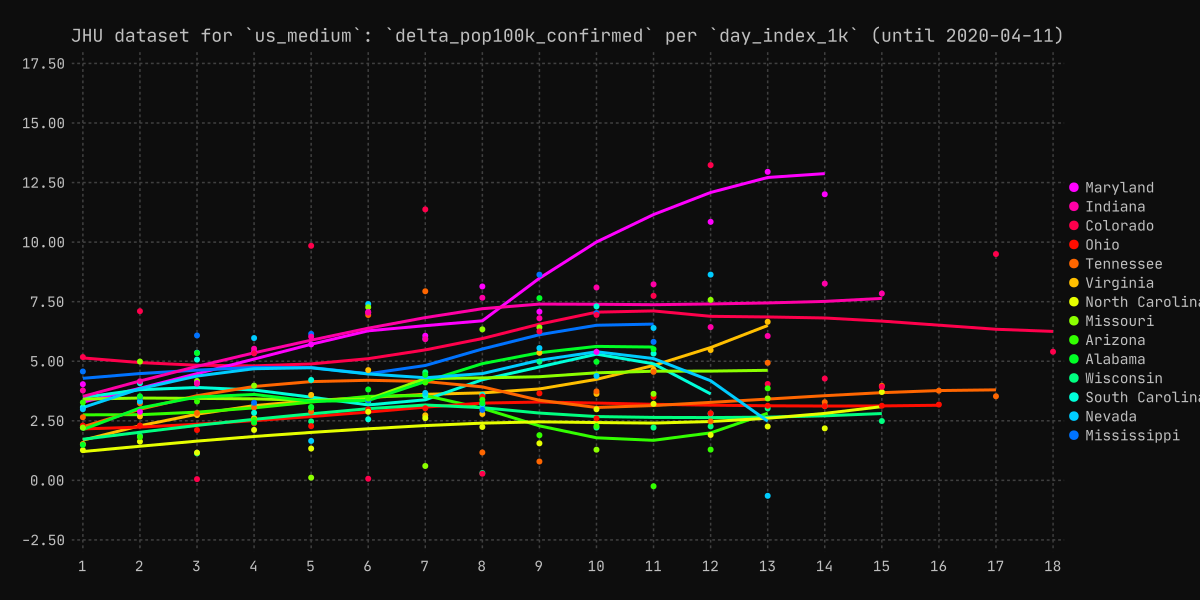 JHU dataset for `us_medium`: `delta_pop100k_confirmed` per `day_index_1k` (until 2020-04-11)
17.50
15.00
12.50
10.00
7.50
5.00
2.50
0.00
-2.50
1 2 3 4 5 6 7 8 9 10 11 12 13 14 15 16 17 18
Maryland
Indiana
Colorado
Ohio
Tennessee
Virginia
North Carolina
Missouri
Arizona
Alabama
Wisconsin
South Carolina
Nevada
Mississippi